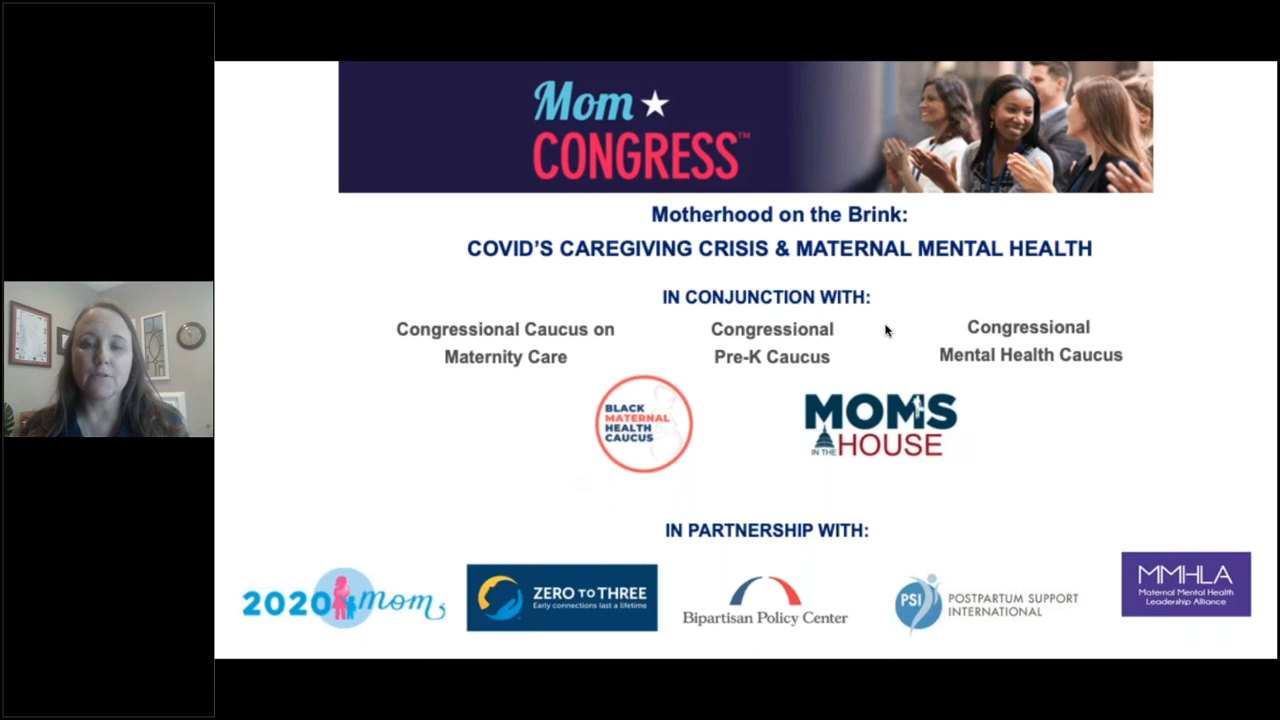 Mom
CONGRESS™
Motherhood on the Brink:
COVID'S CAREGIVING CRISIS & MATERNAL MENTAL HEALTH
IN CONJUNCTION WITH:
Congressional Caucus on
Maternity Care
Congressional
Pre-K Caucus
Congressional
Mental Health Caucus
BLACK
MATERNAL
HEALTH
CAUCUS
MOMS
IN THE HOUSE
IN PARTNERSHIP WITH:
2020 mom
ZERO TO THREE
Early connections last a lifetime
Bipartisan Policy Center
PSI
POSTPARTUM SUPPORT
INTERNATIONAL
MMHLA
Maternal Mental Health
Leadership Alliance